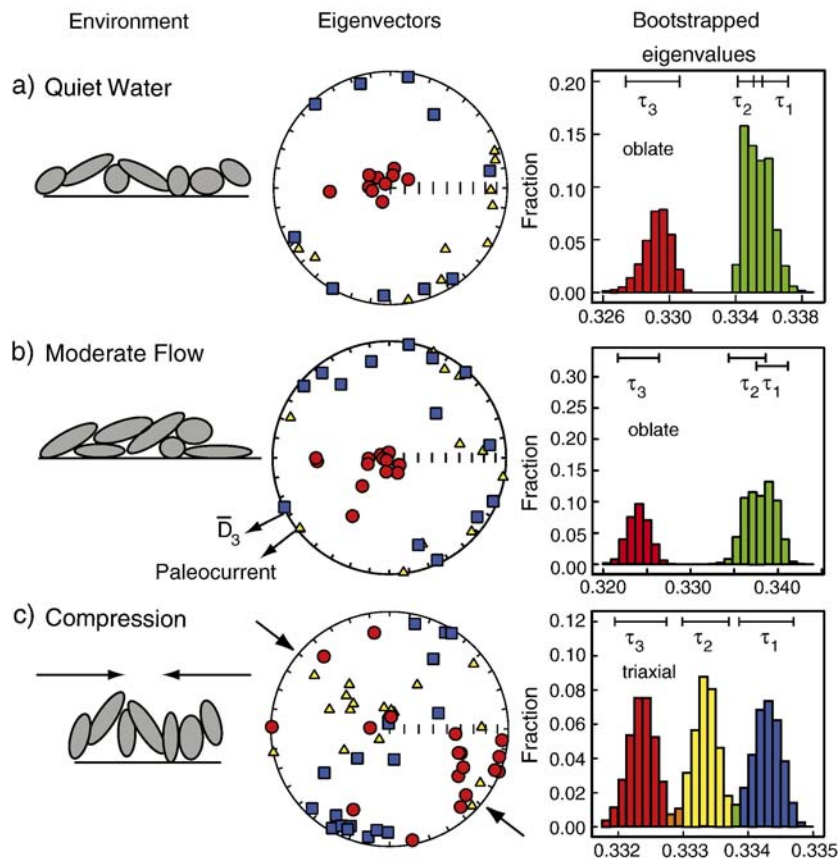 Environment
Eigenvectors
Bootstrapped
eigenvalues
a) Quiet Water
0.20
0.15
0.10
0.05
0.00
Fraction
τ3
τ2
τ1
oblate
0.326
0.330
0.334
0.338
b) Moderate Flow
D̅3
Paleocurrent
0.30
0.20
0.10
0.00
Fraction
τ3
τ2
τ1
oblate
0.320
0.330
0.340
c) Compression
0.12
0.10
0.08
0.06
0.04
0.02
0.00
Fraction
τ3
τ2
τ1
triaxial
0.332
0.333
0.334
0.335